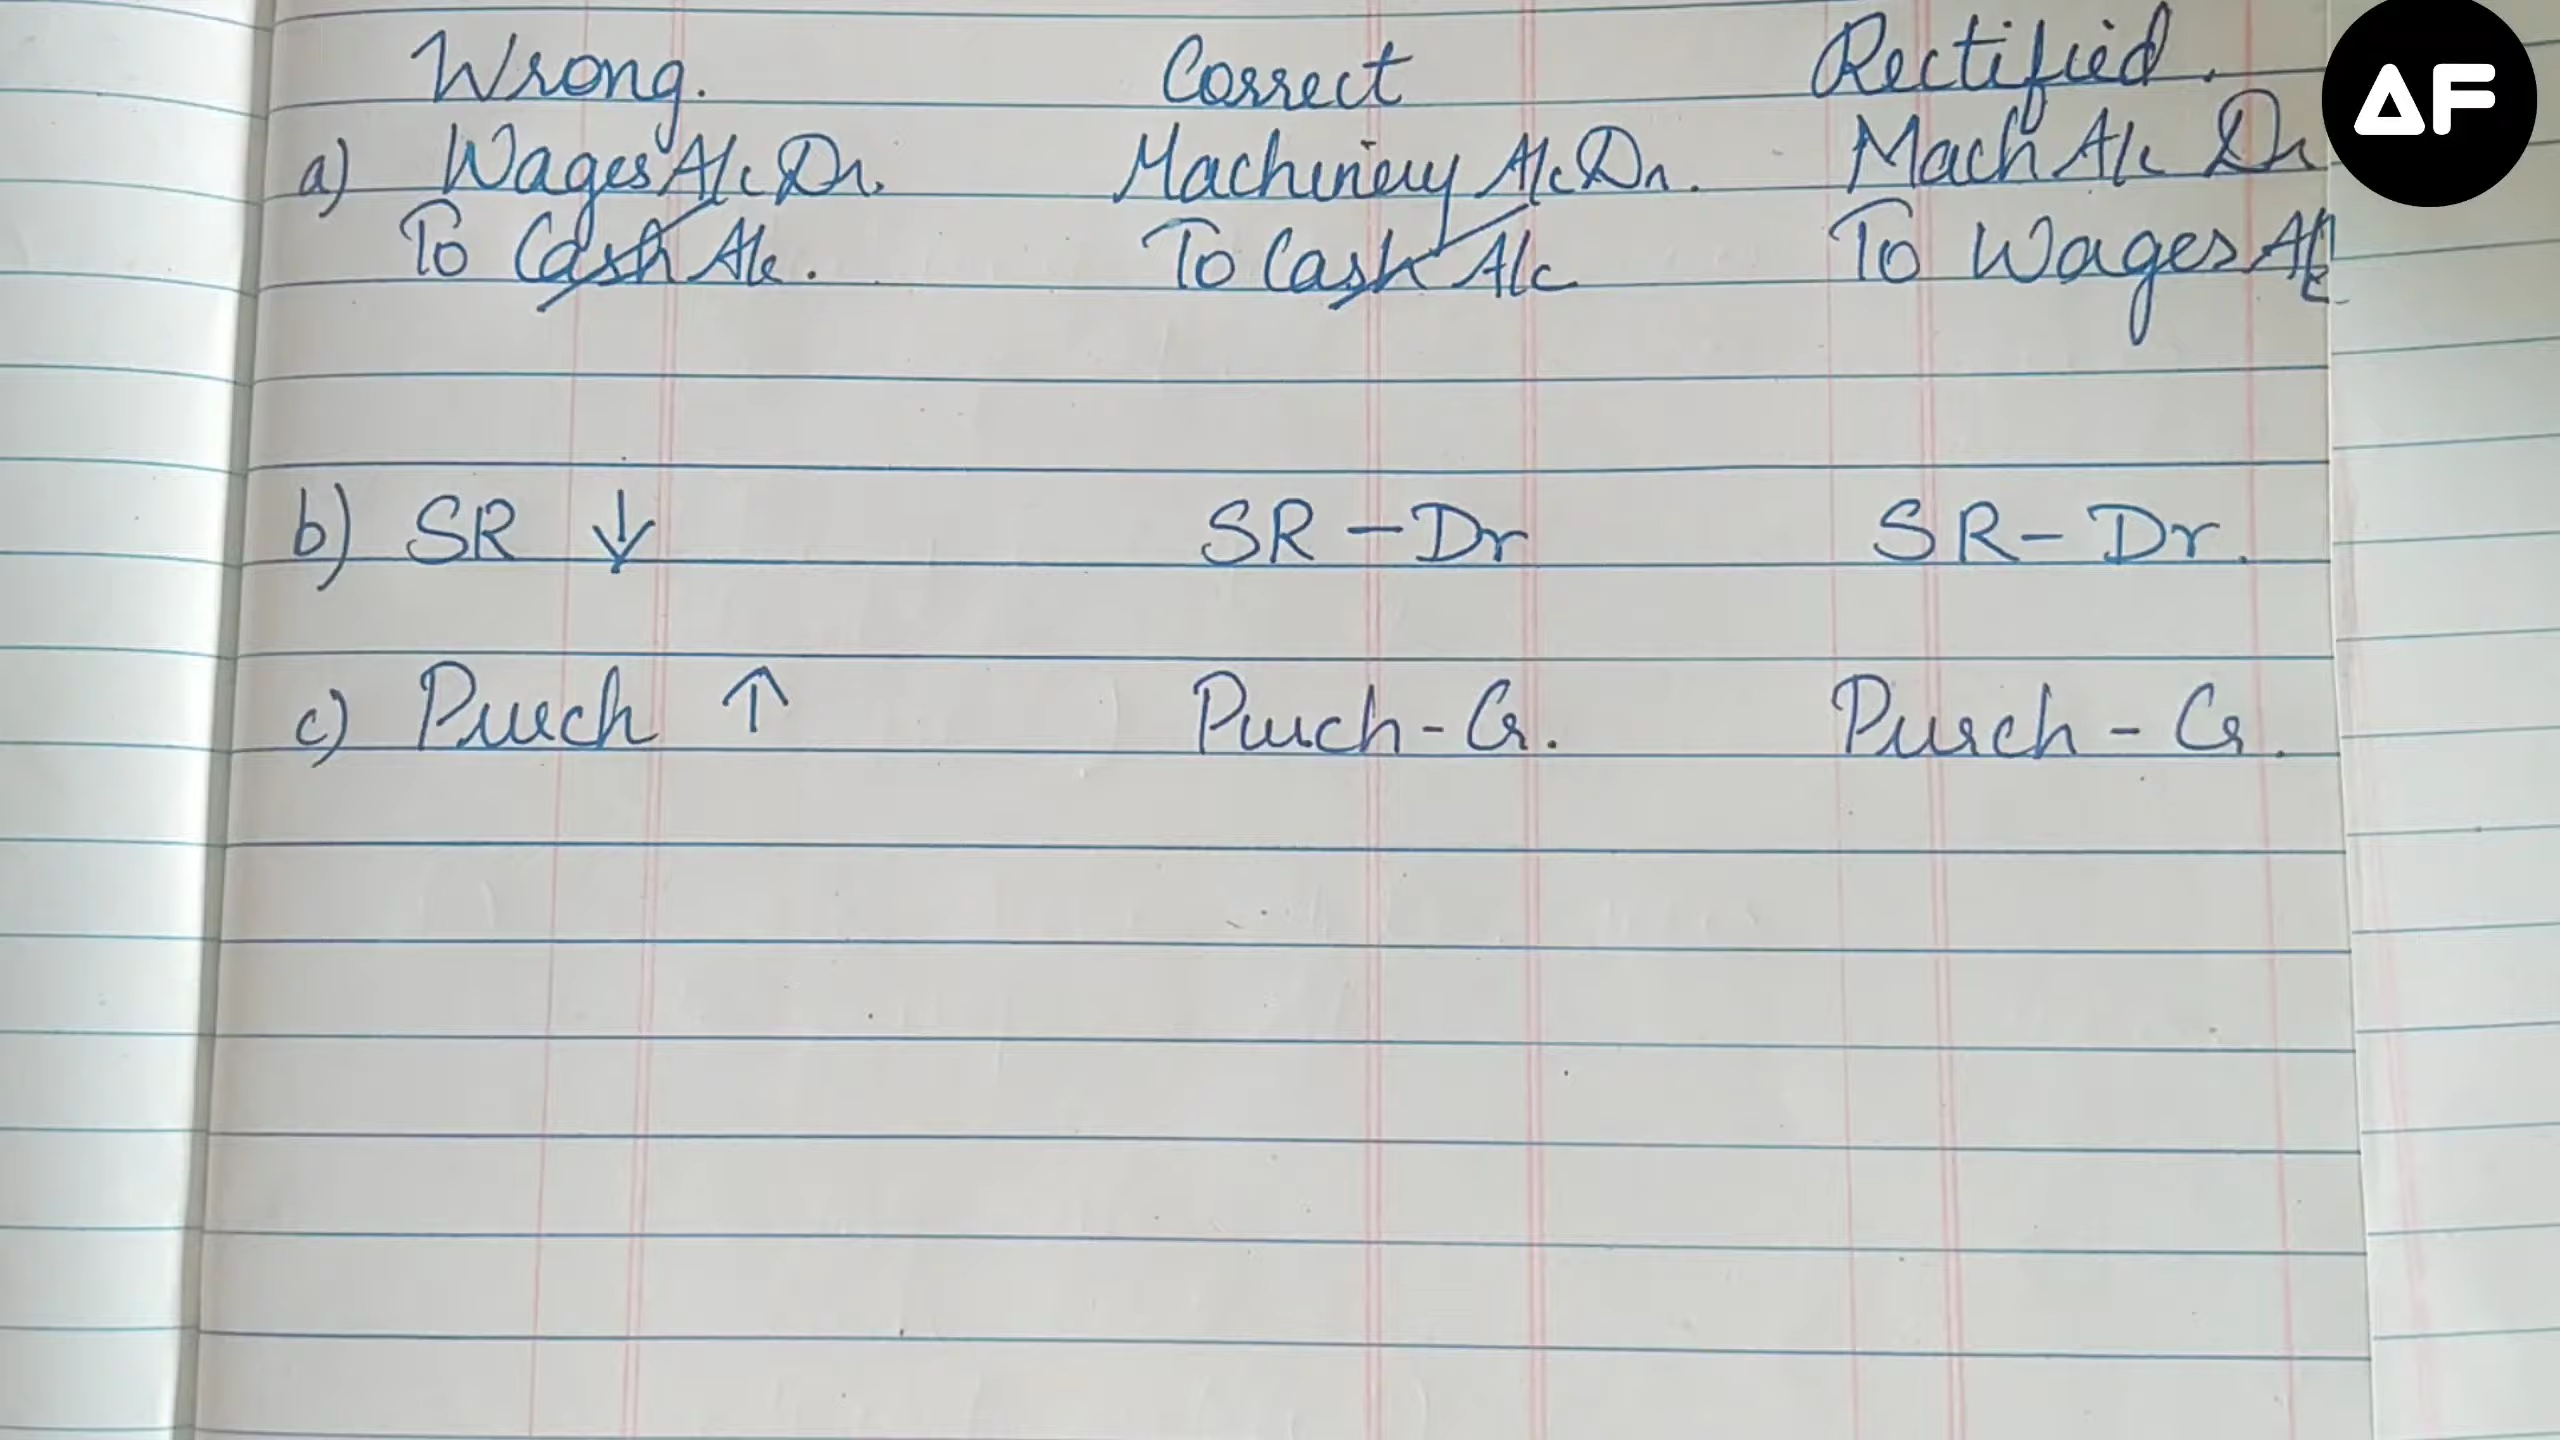 Wrong. Correct Rectified.
a) Wages A/c Dr. Machinery A/c Dr. Mach A/c Dr
To Cash A/c. To Cash A/c To Wages A/c
b) SR ↓ SR - Dr SR - Dr.
c) Purch ↑ Purch - Cr. Purch - Cr.
AF